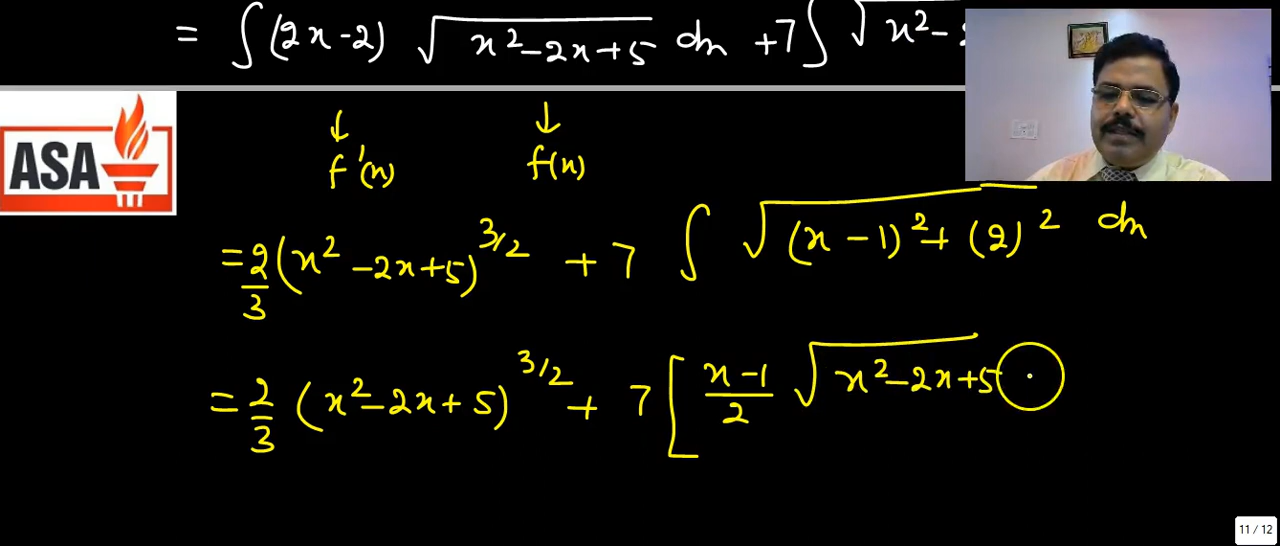 = ∫(2x-2) √x²-2x+5 dx +7∫ √x²-
ASA
↓ ↓
f'(x) f(x)
= 2/3 (x²-2x+5)^3/2 + 7 ∫ √(x-1)²+(2)² dx
= 2/3 (x²-2x+5)^3/2 + 7 [ x-1/2 √x²-2x+5
11 / 12